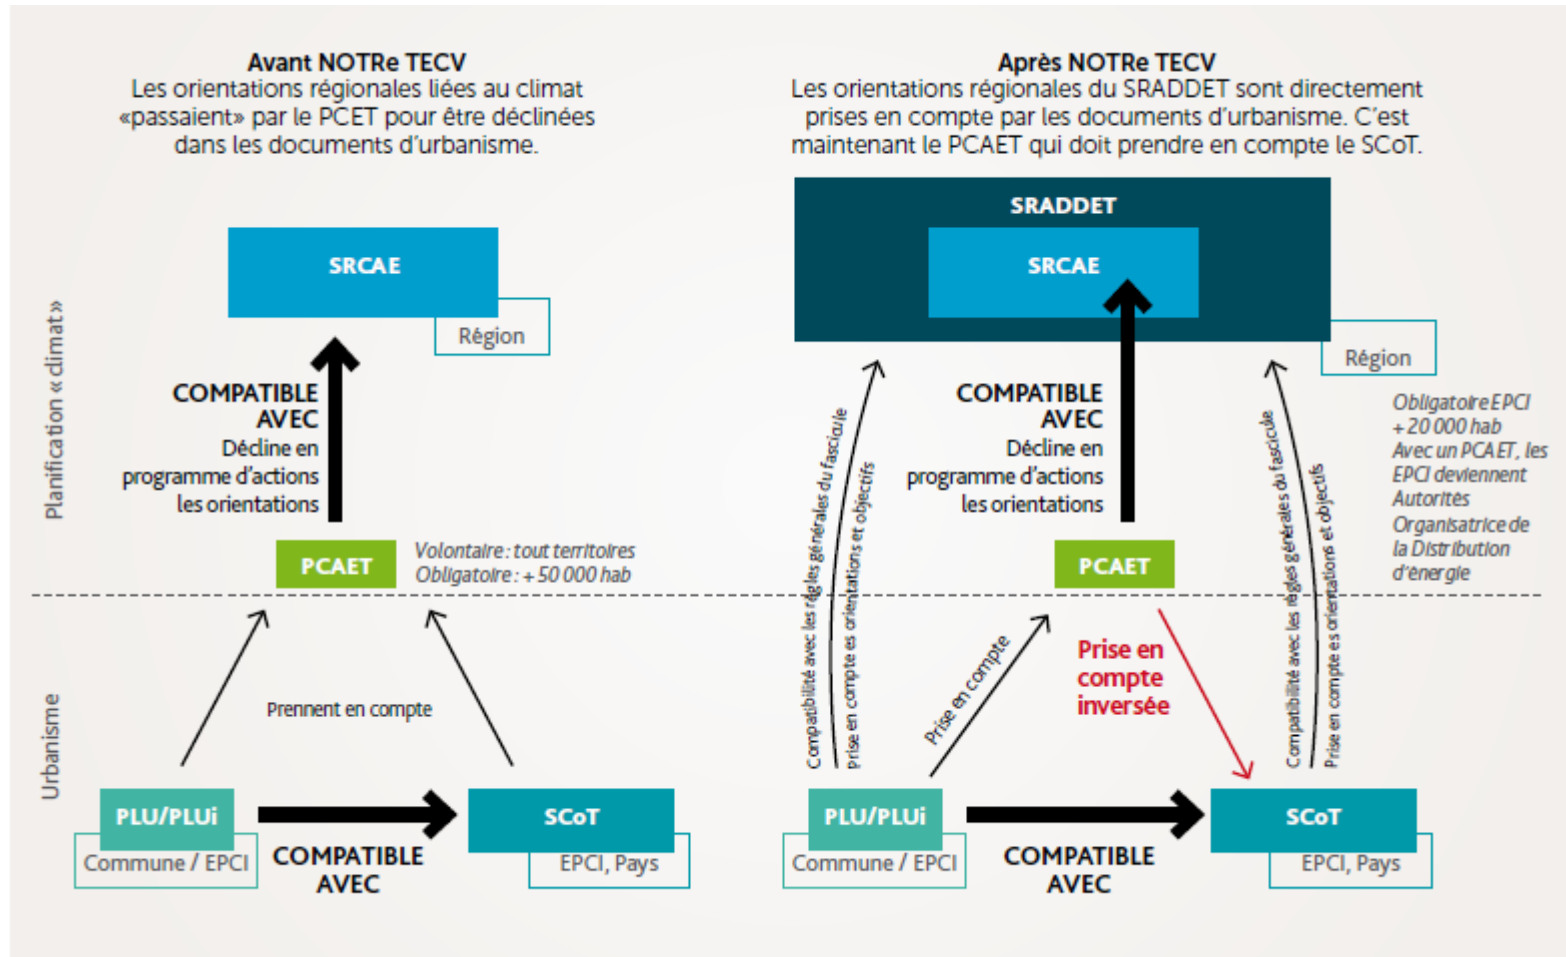 Avant NOTRe TECV
Les orientations régionales liées au climat
«passaient» par le PCET pour être déclinées
dans les documents d'urbanisme.
SRCAE
Région
COMPATIBLE
AVEC
Décline en
programme d'actions
les orientations
PCAET
Volontaire : tout territoires
Obligatoire : + 50 000 hab
Planification « climat »
Urbanisme
Prennent en compte
PLU/PLUi
Commune / EPCI
COMPATIBLE
AVEC
SCoT
EPCI, Pays
Après NOTRe TECV
Les orientations régionales du SRADDET sont directement
prises en compte par les documents d'urbanisme. C'est
maintenant le PCAET qui doit prendre en compte le SCoT.
SRADDET
SRCAE
Région
COMPATIBLE
AVEC
Décline en
programme d'actions
les orientations
Obligatoire EPCI
+ 20 000 hab
Avec un PCAET, les
EPCI deviennent
Autorités
Organisatrice de
la Distribution
d'énergie
Compatibilité avec les règles générales du fascicule
Prise en compte es orientations et objectifs
PCAET
Prise en compte
Prise en
compte
inversée
Compatibilité avec les règles générales du fascicule
Prise en compte es orientations et objectifs
PLU/PLUi
Commune / EPCI
COMPATIBLE
AVEC
SCoT
EPCI, Pays